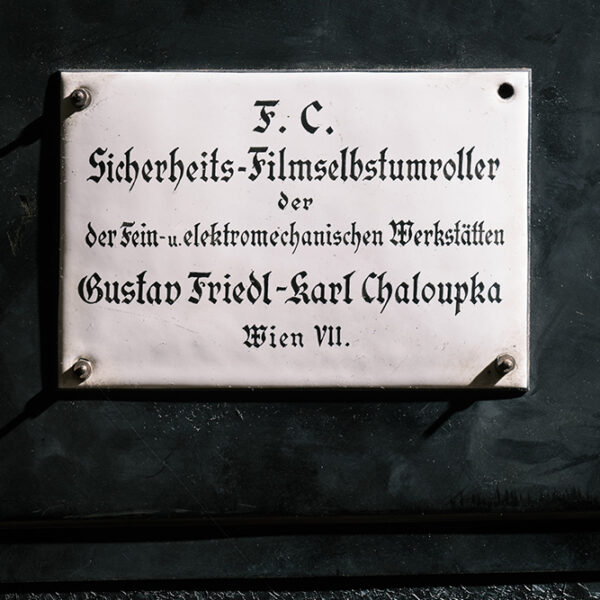 F. C.
Sicherheits-Filmselbstumroller
der
der Fein- u. elektromechanischen Werkstätten
Gustav Friedl-Karl Chaloupka
Wien VII.